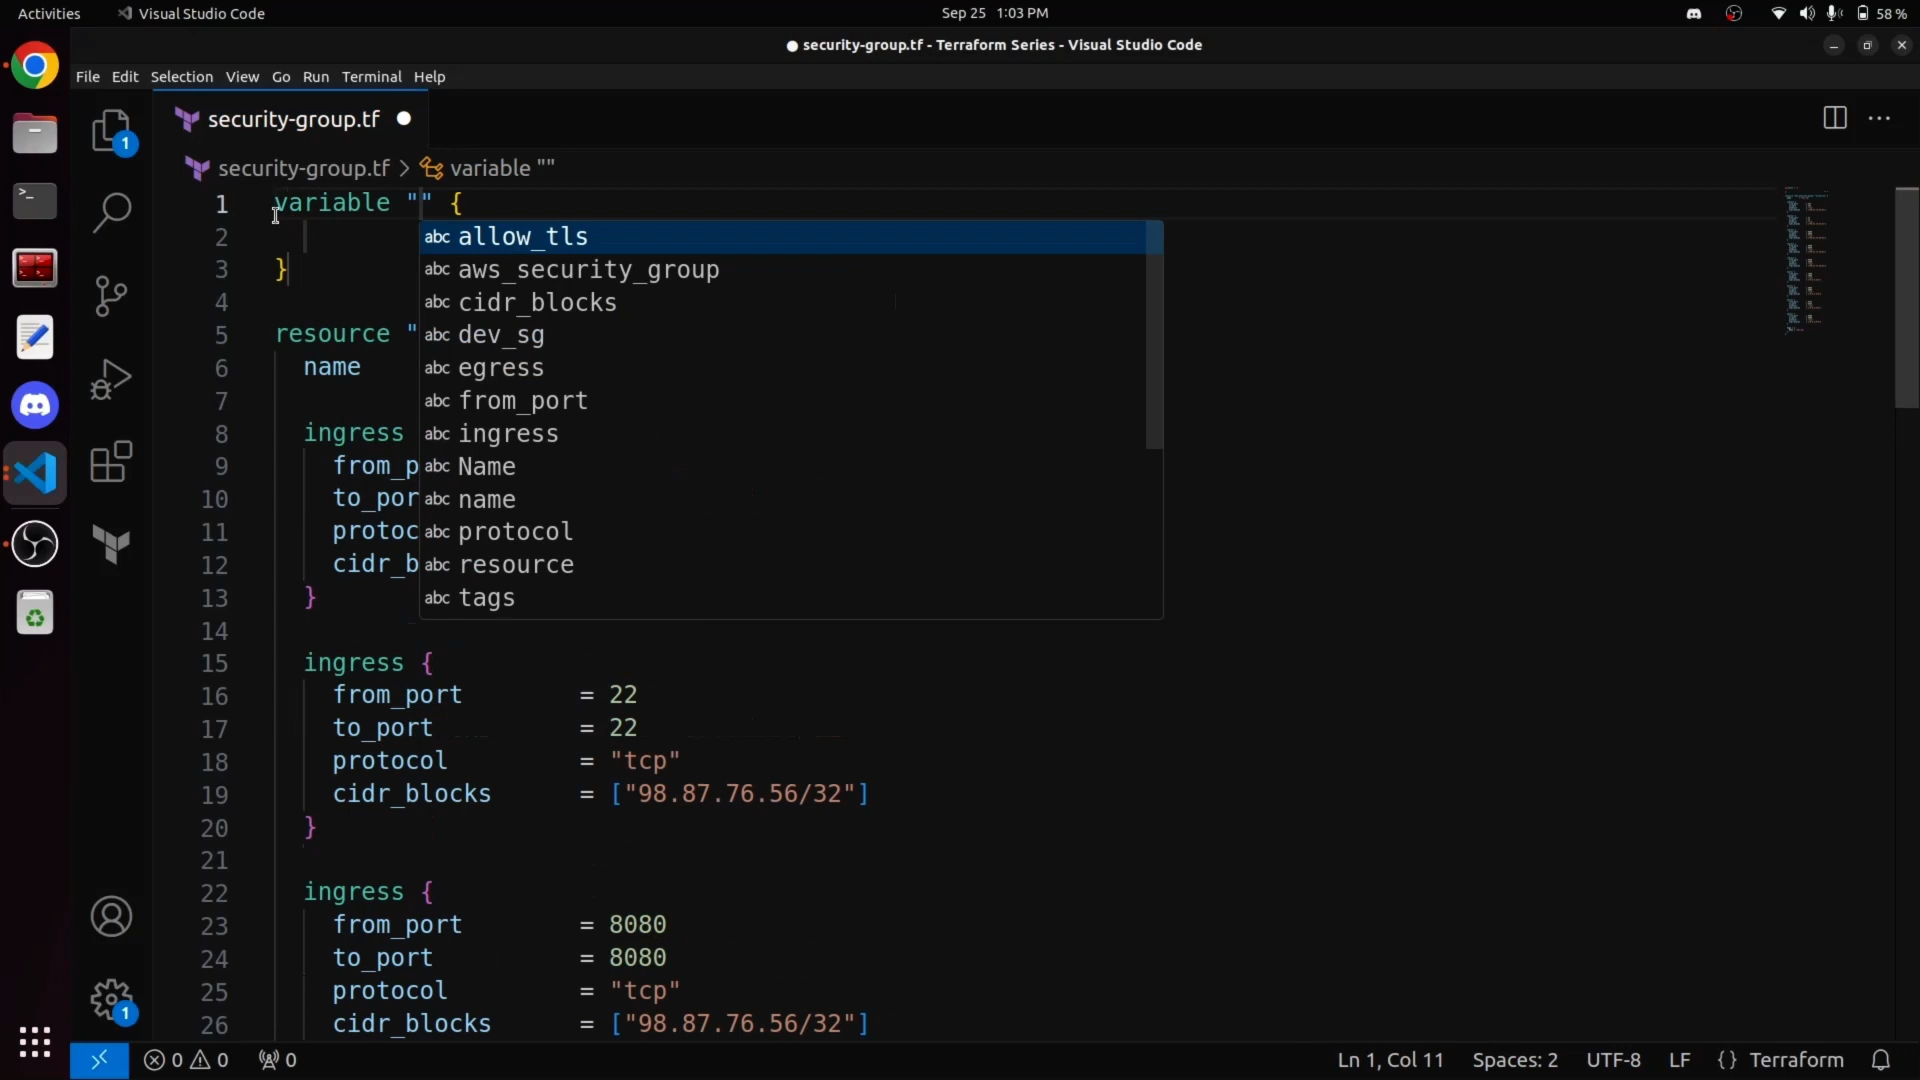 Activities Visual Studio Code Sep 25 1:03 PM 58 %
security-group.tf - Terraform Series - Visual Studio Code
File Edit Selection View Go Run Terminal Help
security-group.tf
1
security-group.tf > variable ""
1 variable "" {
2 abc allow_tls
3 } abc aws_security_group
4 abc cidr_blocks
5 resource " abc dev_sg
6 name abc egress
7 abc from_port
8 ingress abc ingress
9 from_p abc Name
10 to_por abc name
11 protoc abc protocol
12 cidr_b abc resource
13 } abc tags
14
15 ingress {
16 from_port = 22
17 to_port = 22
18 protocol = "tcp"
19 cidr_blocks = ["98.87.76.56/32"]
20 }
21
22 ingress {
23 from_port = 8080
24 to_port = 8080
25 protocol = "tcp"
1
26 cidr_blocks = ["98.87.76.56/32"]
0 0 0 Ln 1, Col 11 Spaces: 2 UTF-8 LF {} Terraform